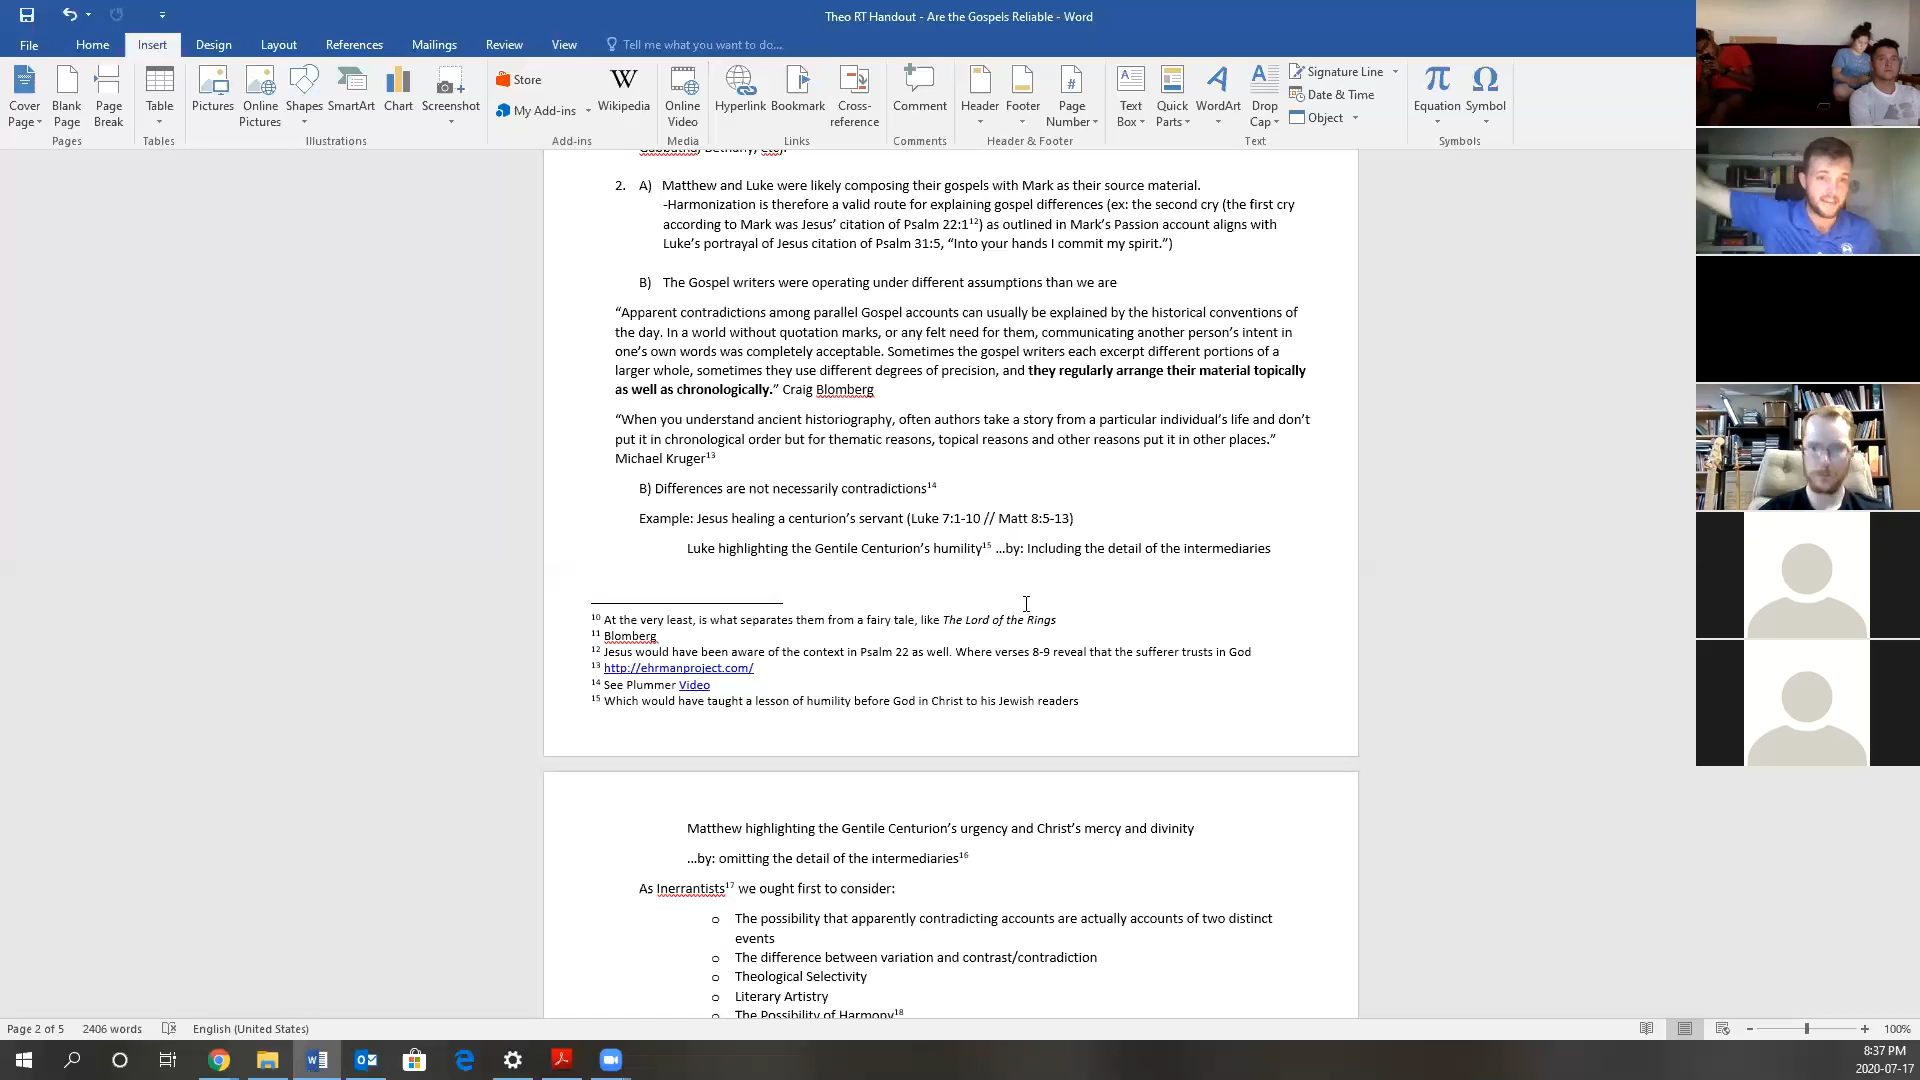 Theo RT Handout - Are the Gospels Reliable - Word
File Home Insert Design Layout References Mailings Review View Tell me what you want to do...
Cover Page Blank Page Page Break Table Pictures Online Pictures Shapes SmartArt Chart Screenshot Store My Add-ins Wikipedia Online Video Hyperlink Bookmark Cross-reference Comment Header Footer Page Number Text Box Quick Parts WordArt Drop Cap Signature Line Date & Time Object Equation Symbol
Pages Tables Illustrations Add-ins Media Links Comments Header & Footer Text Symbols
2. A) Matthew and Luke were likely composing their gospels with Mark as their source material.
-Harmonization is therefore a valid route for explaining gospel differences (ex: the second cry (the first cry
according to Mark was Jesus’ citation of Psalm 22:1¹²) as outlined in Mark’s Passion account aligns with
Luke’s portrayal of Jesus citation of Psalm 31:5, “Into your hands I commit my spirit.”)
B) The Gospel writers were operating under different assumptions than we are
“Apparent contradictions among parallel Gospel accounts can usually be explained by the historical conventions of
the day. In a world without quotation marks, or any felt need for them, communicating another person’s intent in
one’s own words was completely acceptable. Sometimes the gospel writers each excerpt different portions of a
larger whole, sometimes they use different degrees of precision, and they regularly arrange their material topically
as well as chronologically.” Craig Blomberg
“When you understand ancient historiography, often authors take a story from a particular individual’s life and don’t
put it in chronological order but for thematic reasons, topical reasons and other reasons put it in other places.”
Michael Kruger¹³
B) Differences are not necessarily contradictions¹⁴
Example: Jesus healing a centurion’s servant (Luke 7:1-10 // Matt 8:5-13)
Luke highlighting the Gentile Centurion’s humility¹⁵ …by: Including the detail of the intermediaries
¹⁰ At the very least, is what separates them from a fairy tale, like The Lord of the Rings
¹¹ Blomberg
¹² Jesus would have been aware of the context in Psalm 22 as well. Where verses 8-9 reveal that the sufferer trusts in God
¹³ http://ehrmanproject.com/
¹⁴ See Plummer Video
¹⁵ Which would have taught a lesson of humility before God in Christ to his Jewish readers
Matthew highlighting the Gentile Centurion’s urgency and Christ’s mercy and divinity
…by: omitting the detail of the intermediaries¹⁶
As Inerrantists¹⁷ we ought first to consider:
o The possibility that apparently contradicting accounts are actually accounts of two distinct
events
o The difference between variation and contrast/contradiction
o Theological Selectivity
o Literary Artistry
o The Possibility of Harmony¹⁸
Page 2 of 5 2406 words English (United States) 100%
8:37 PM
2020-07-17